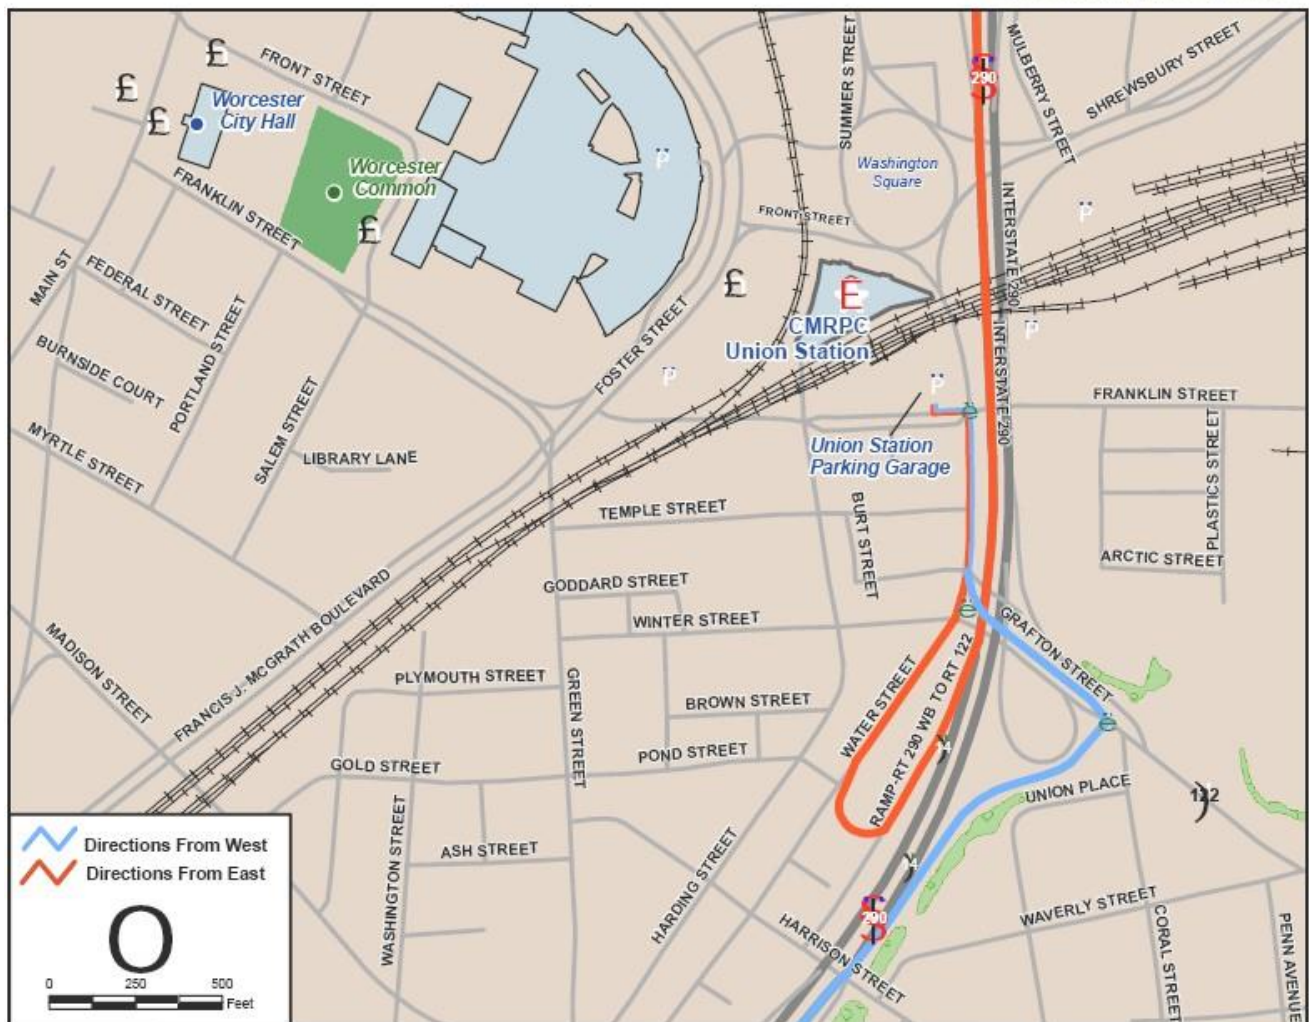 FRONT STREET
Worcester
City Hall
Worcester
Common
FRANKLIN STREET
MAIN ST
FEDERAL STREET
BURNSIDE COURT
PORTLAND STREET
MYRTLE STREET
SALEM STREET
LIBRARY LANE
FOSTER STREET
SUMMER STREET
Washington
Square
FRONT STREET
290
MULBERRY STREET
SHREWSBURY STREET
INTERSTATE 290
INTERSTATE 290
CMRPC
Union Station
Union Station
Parking Garage
FRANKLIN STREET
PLASTICS STREET
ARCTIC STREET
TEMPLE STREET
BURT STREET
GODDARD STREET
WINTER STREET
GRAFTON STREET
MADISON STREET
FRANCIS J. MCGRATH BOULEVARD
PLYMOUTH STREET
GREEN STREET
BROWN STREET
WATER STREET
RAMP-RT 290 WB TO RT 122
POND STREET
GOLD STREET
14
UNION PLACE
122
WASHINGTON STREET
ASH STREET
HARDING STREET
14
290
HARRISON STREET
WAVERLY STREET
CORAL STREET
PENN AVENUE
Directions From West
Directions From East
O
0 250 500
Feet
P
P
P
P
P
£
£
£
£
£
E